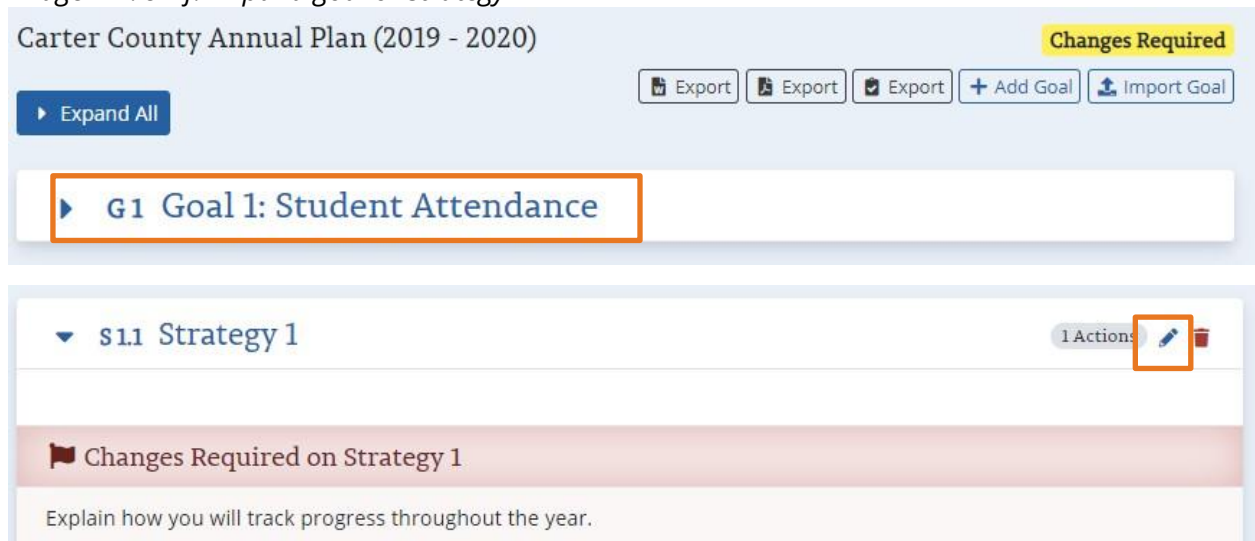 Carter County Annual Plan (2019 - 2020)
Changes Required
Export Export Export + Add Goal Import Goal
Expand All
G1 Goal 1: Student Attendance
S1.1 Strategy 1
1 Actions
Changes Required on Strategy 1
Explain how you will track progress throughout the year.